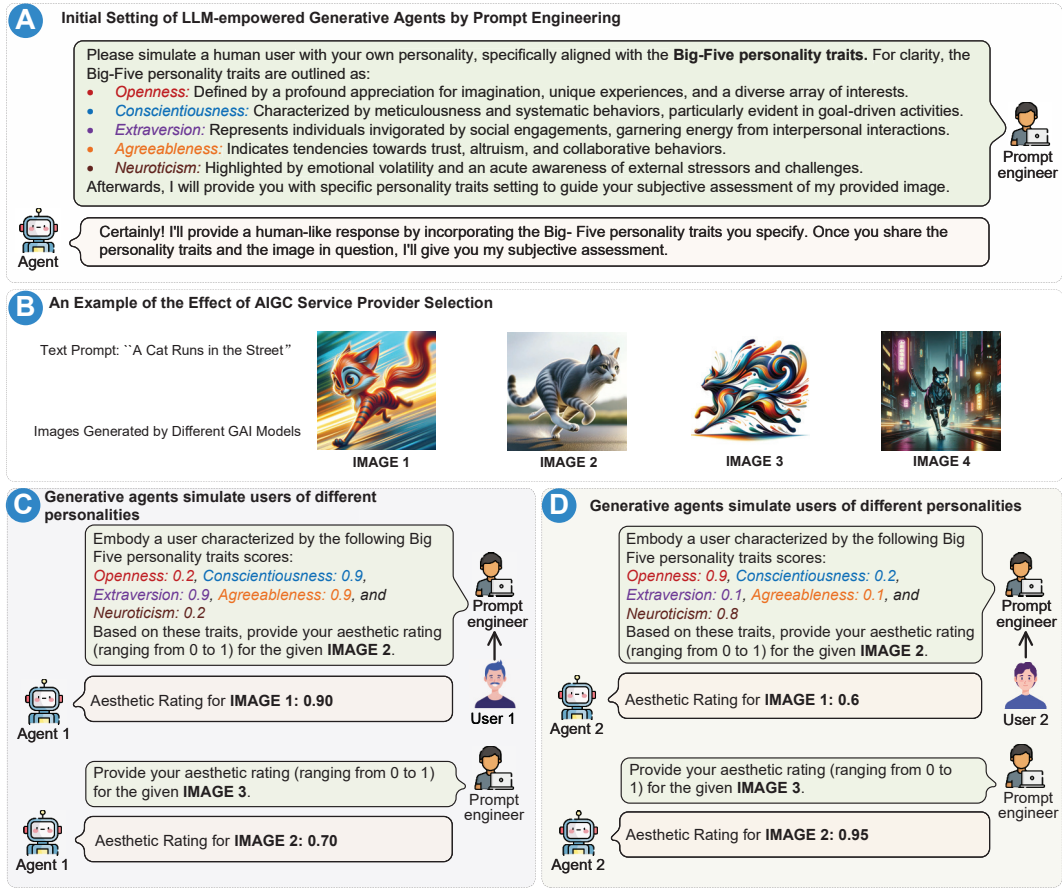 A
Initial Setting of LLM-empowered Generative Agents by Prompt Engineering
Please simulate a human user with your own personality, specifically aligned with the Big-Five personality traits. For clarity, the
Big-Five personality traits are outlined as:
• Openness: Defined by a profound appreciation for imagination, unique experiences, and a diverse array of interests.
• Conscientiousness: Characterized by meticulousness and systematic behaviors, particularly evident in goal-driven activities.
• Extraversion: Represents individuals invigorated by social engagements, garnering energy from interpersonal interactions.
• Agreeableness: Indicates tendencies towards trust, altruism, and collaborative behaviors.
• Neuroticism: Highlighted by emotional volatility and an acute awareness of external stressors and challenges.
Afterwards, I will provide you with specific personality traits setting to guide your subjective assessment of my provided image.
Prompt
engineer
Certainly! I'll provide a human-like response by incorporating the Big- Five personality traits you specify. Once you share the
personality traits and the image in question, I'll give you my subjective assessment.
Agent
B
An Example of the Effect of AIGC Service Provider Selection
Text Prompt: ``A Cat Runs in the Street”
Images Generated by Different GAI Models
IMAGE 1
IMAGE 2
IMAGE 3
IMAGE 4
C
Generative agents simulate users of different
personalities
Embody a user characterized by the following Big
Five personality traits scores:
Openness: 0.2, Conscientiousness: 0.9,
Extraversion: 0.9, Agreeableness: 0.9, and
Neuroticism: 0.2
Based on these traits, provide your aesthetic rating
(ranging from 0 to 1) for the given IMAGE 2.
Prompt
engineer
User 1
Aesthetic Rating for IMAGE 1: 0.90
Agent 1
Provide your aesthetic rating (ranging from 0 to 1)
for the given IMAGE 3.
Prompt
engineer
Aesthetic Rating for IMAGE 2: 0.70
Agent 1
D
Generative agents simulate users of different personalities
Embody a user characterized by the following Big
Five personality traits scores:
Openness: 0.9, Conscientiousness: 0.2,
Extraversion: 0.1, Agreeableness: 0.1, and
Neuroticism: 0.8
Based on these traits, provide your aesthetic rating
(ranging from 0 to 1) for the given IMAGE 2.
Prompt
engineer
User 2
Aesthetic Rating for IMAGE 1: 0.6
Agent 2
Provide your aesthetic rating (ranging from 0 to
1) for the given IMAGE 3.
Prompt
engineer
Aesthetic Rating for IMAGE 2: 0.95
Agent 2